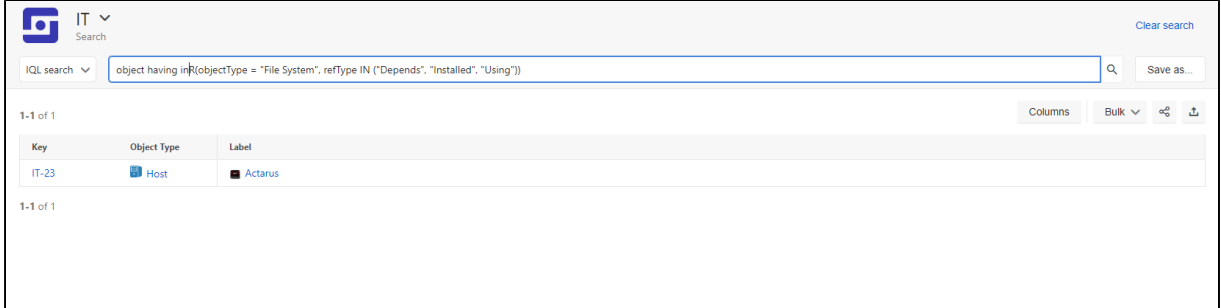 IT
Search
Clear search
IQL search
object having inR(objectType = "File System", refType IN ("Depends", "Installed", "Using"))
Save as...
1-1 of 1
Columns
Bulk
Key Object Type Label
IT-23 Host Actarus
1-1 of 1